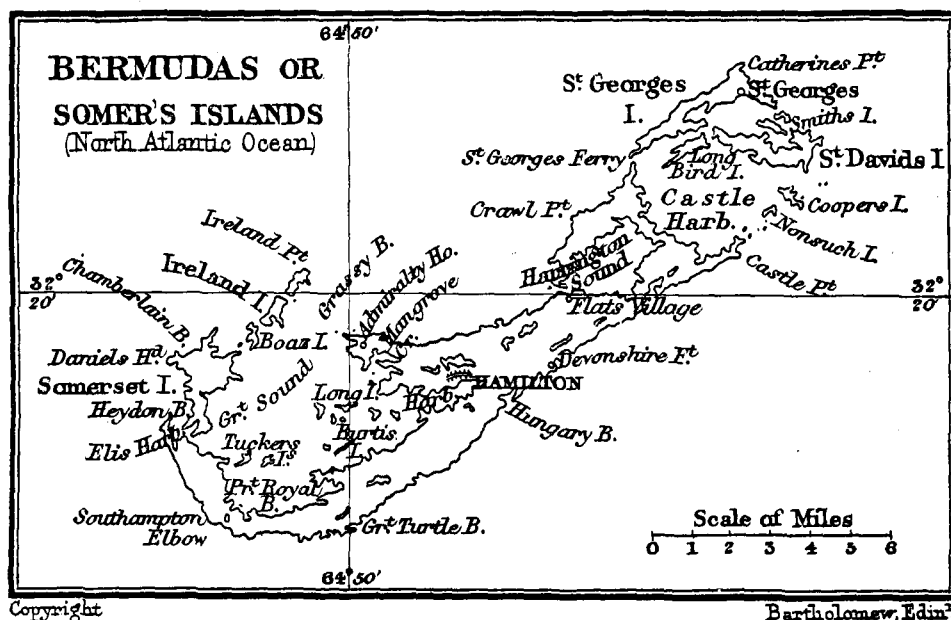 64°50'
BERMUDAS OR
SOMER'S ISLANDS
(North Atlantic Ocean)
Catherines Pt.
St. Georges
I.
St. Georges
Smiths I.
St. Georges Ferry
Long
Bird I.
St. Davids I
Crawl Pt.
Castle
Harb.
Coopers I.
Nonsuch I.
Castle Pt
Harrington
Sound
Flats Village
Ireland Pt
Ireland I.
Grassy B.
Admiralty Ho.
Mangrove
Cr.
Chamberlain B.
32°
20'
32°
20'
Boaz I.
Daniels Hd.
Somerset I.
Heydon B.
Elis Harb.
Grt. Sound
Long I.
Harb.
HAMILTON
Devonshire Ft.
Hungary B.
Burtis
I.
Tuckers
Is.
Prt. Royal
B.
Southampton
Elbow
Grt. Turtle B.
Scale of Miles
0 1 2 3 4 5 6
64°50'
Copyright
Bartholomew, Edinr.